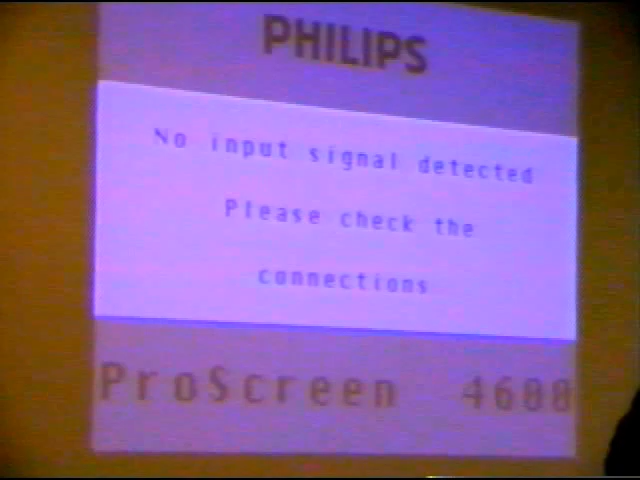 PHILIPS
No input signal detected
Please check the
connections
ProScreen 4600